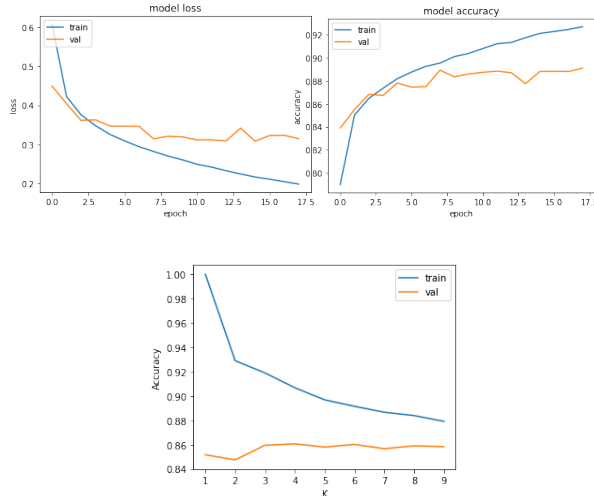 model loss
0.6
0.5
0.4
0.3
0.2
loss
train
val
0.0 2.5 5.0 7.5 10.0 12.5 15.0 17.5
epoch
model accuracy
0.92
0.90
0.88
0.86
0.84
0.82
0.80
accuracy
train
val
0.0 2.5 5.0 7.5 10.0 12.5 15.0 17.5
epoch
1.00
0.98
0.96
0.94
0.92
0.90
0.88
0.86
0.84
Accuracy
train
val
1 2 3 4 5 6 7 8 9
K